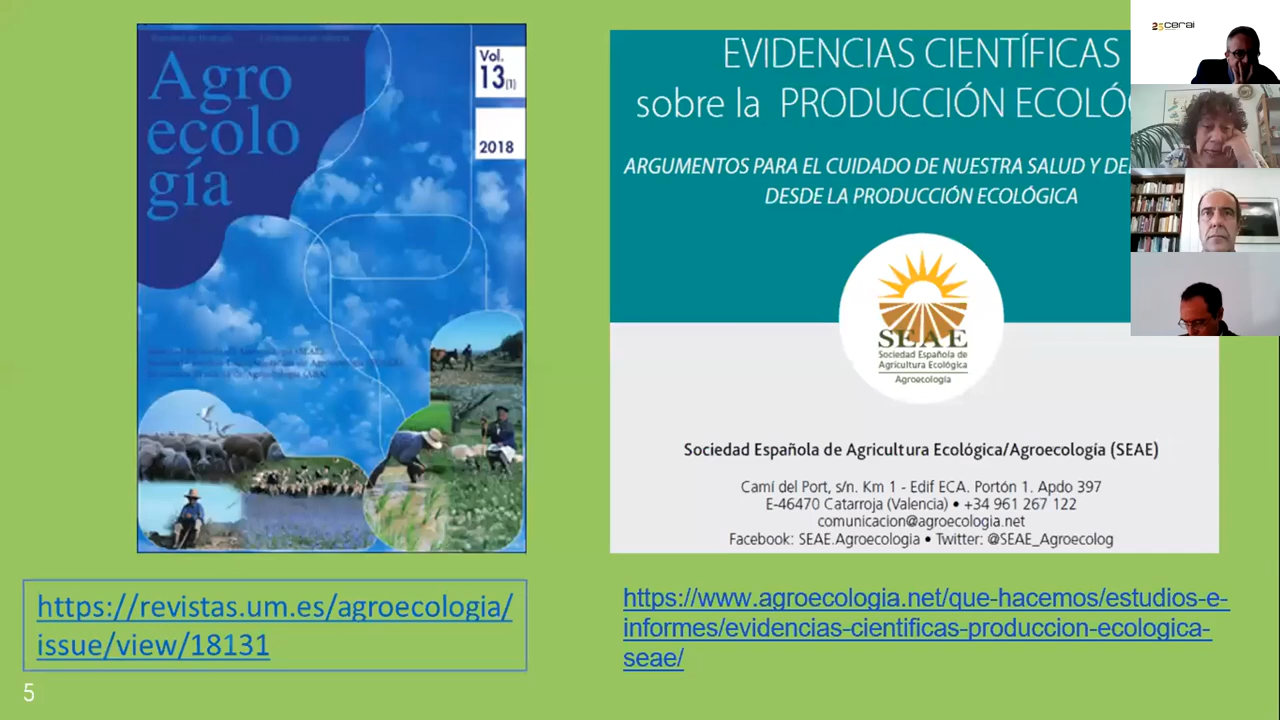 Agro
ecolo
gía
Vol.
13(1)
2018
EVIDENCIAS CIENTÍFICAS
sobre la PRODUCCIÓN
ARGUMENTOS PARA EL CUIDADO DE NUESTRA SALUD Y
DESDE LA PRODUCCIÓN ECOLÓGICA
SEAE
Sociedad Española de
Agricultura Ecológica
Agroecología
Sociedad Española de Agricultura Ecológica/Agroecología (SEAE)
Camí del Port, s/n. Km 1 - Edif ECA. Portón 1. Apdo 397
E-46470 Catarroja (Valencia) • +34 961 267 122
comunicacion@agroecologia.net
Facebook: SEAE.Agroecologia • Twitter: @SEAE_Agroecolog
https://revistas.um.es/agroecologia/
issue/view/18131
https://www.agroecologia.net/que-hacemos/estudios-e-
informes/evidencias-cientificas-produccion-ecologica-
seae/
5
25 cerai